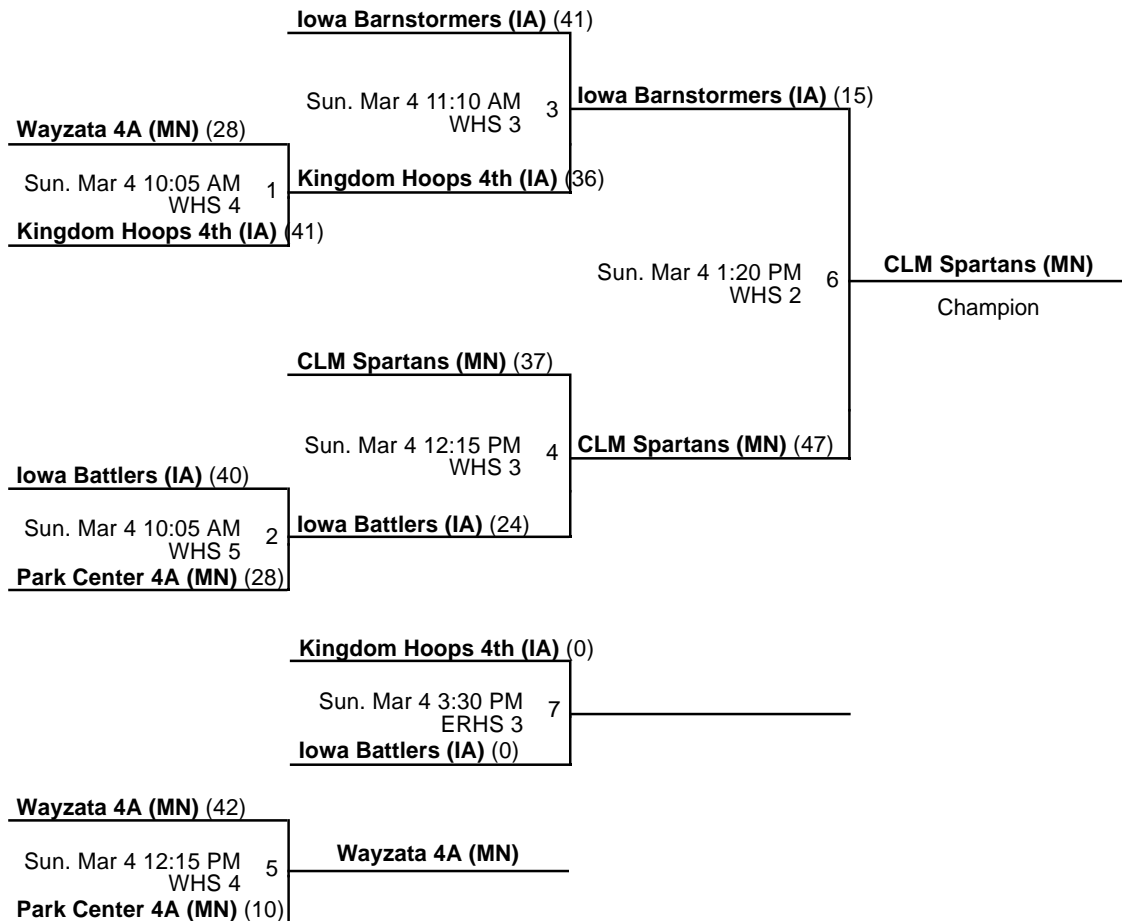 Iowa Barnstormers (IA) (41)
Sun. Mar 4 11:10 AM 3
WHS 3
Iowa Barnstormers (IA) (15)
Wayzata 4A (MN) (28)
Sun. Mar 4 10:05 AM 1
WHS 4
Kingdom Hoops 4th (IA) (36)
Kingdom Hoops 4th (IA) (41)
Sun. Mar 4 1:20 PM 6
WHS 2
CLM Spartans (MN)
Champion
CLM Spartans (MN) (37)
Sun. Mar 4 12:15 PM 4
WHS 3
CLM Spartans (MN) (47)
Iowa Battlers (IA) (40)
Sun. Mar 4 10:05 AM 2
WHS 5
Iowa Battlers (IA) (24)
Park Center 4A (MN) (28)
Kingdom Hoops 4th (IA) (0)
Sun. Mar 4 3:30 PM 7
ERHS 3
Iowa Battlers (IA) (0)
Wayzata 4A (MN) (42)
Sun. Mar 4 12:15 PM 5
WHS 4
Wayzata 4A (MN)
Park Center 4A (MN) (10)